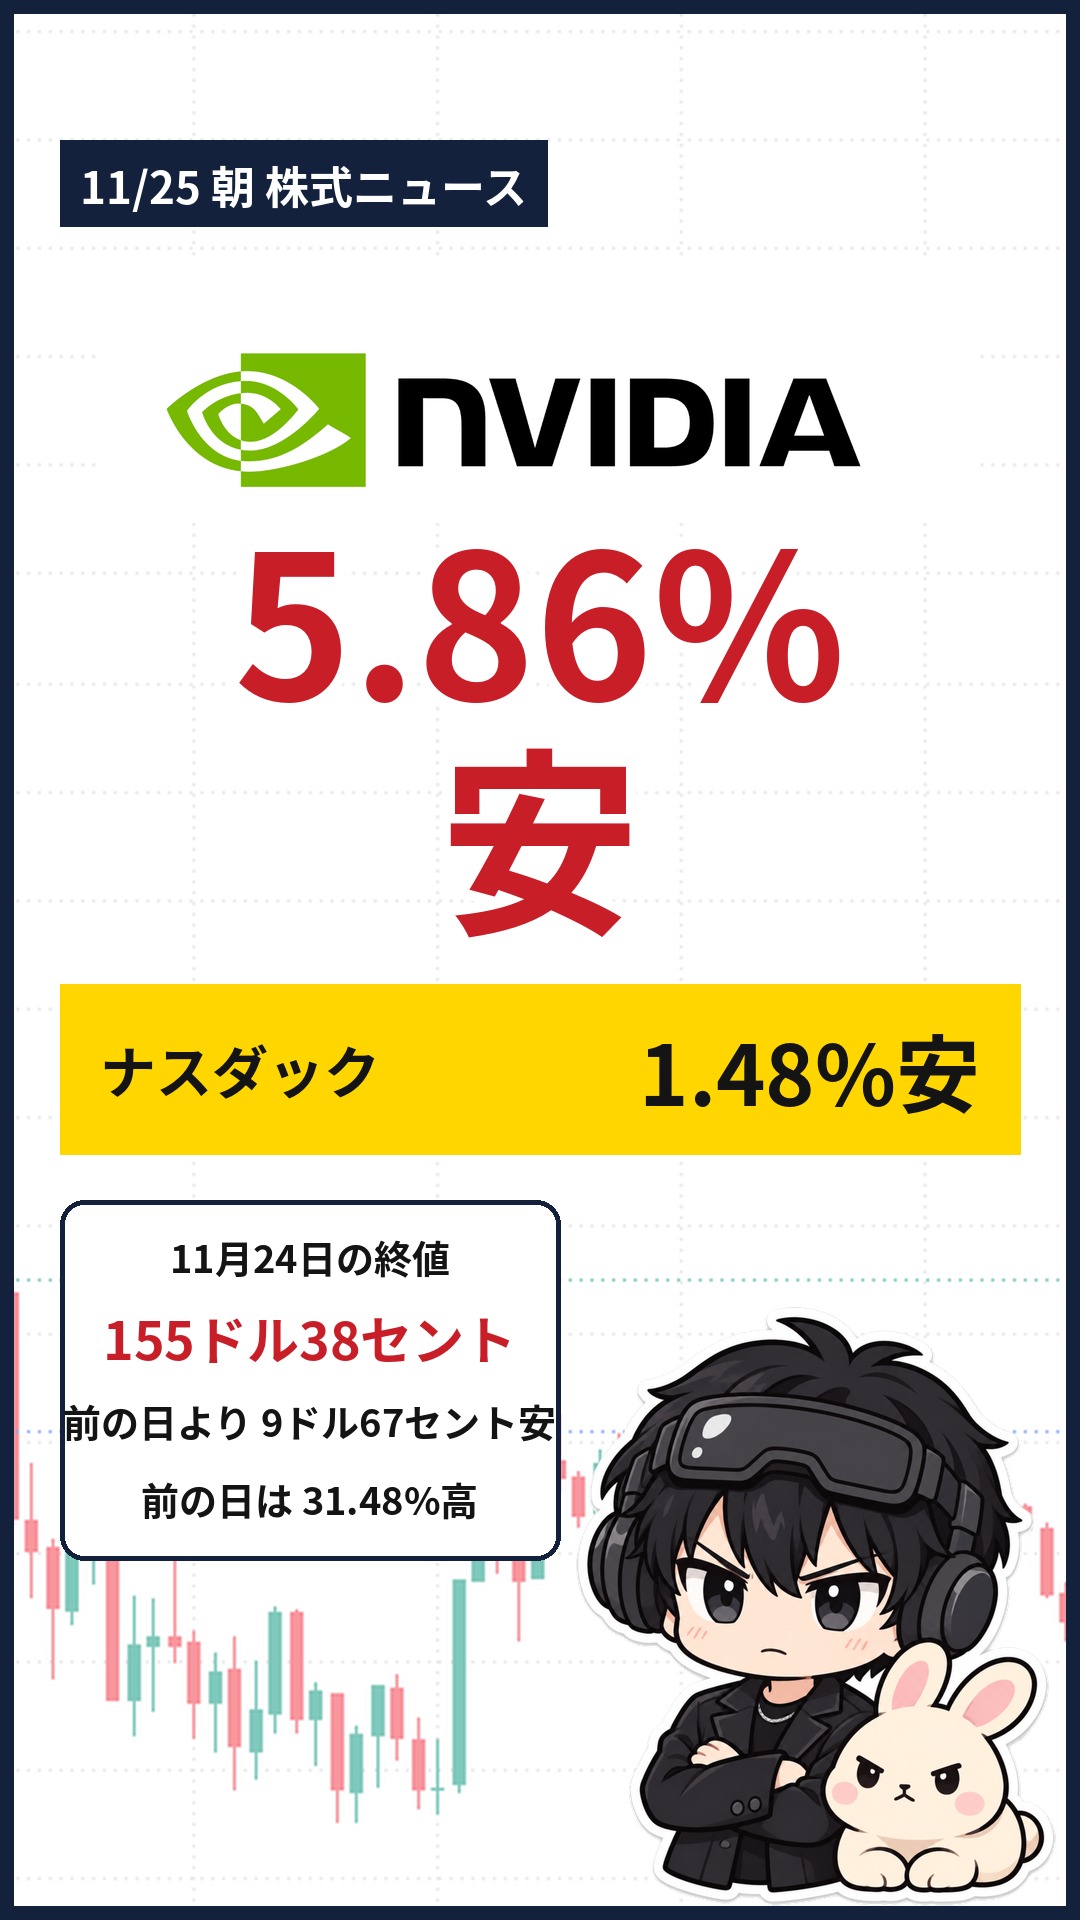 11/25 朝 株式ニュース
NVIDIA
5.86%
安
ナスダック 1.48%安
11月24日の終値
155ドル38セント
前の日より 9ドル67セント安
前の日は 31.48%高